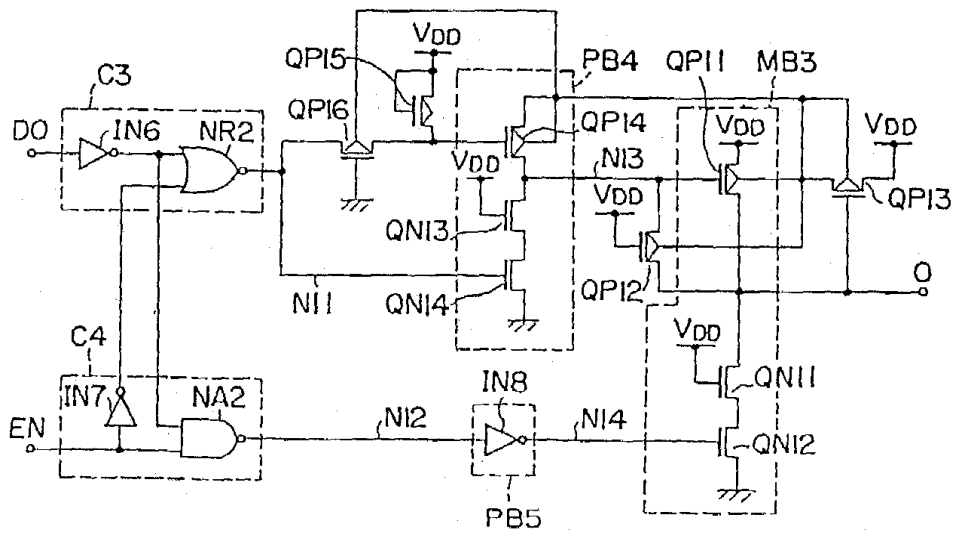 VDD
QP15
PB4
QP11
MB3
C3
QP16
DO
IN6
NR2
QP14
VDD
VDD
VDD
N13
VDD
QP13
QN13
N11
QN14
QP12
O
C4
VDD
IN7
NA2
IN8
QN11
EN
N12
N14
QN12
PB5